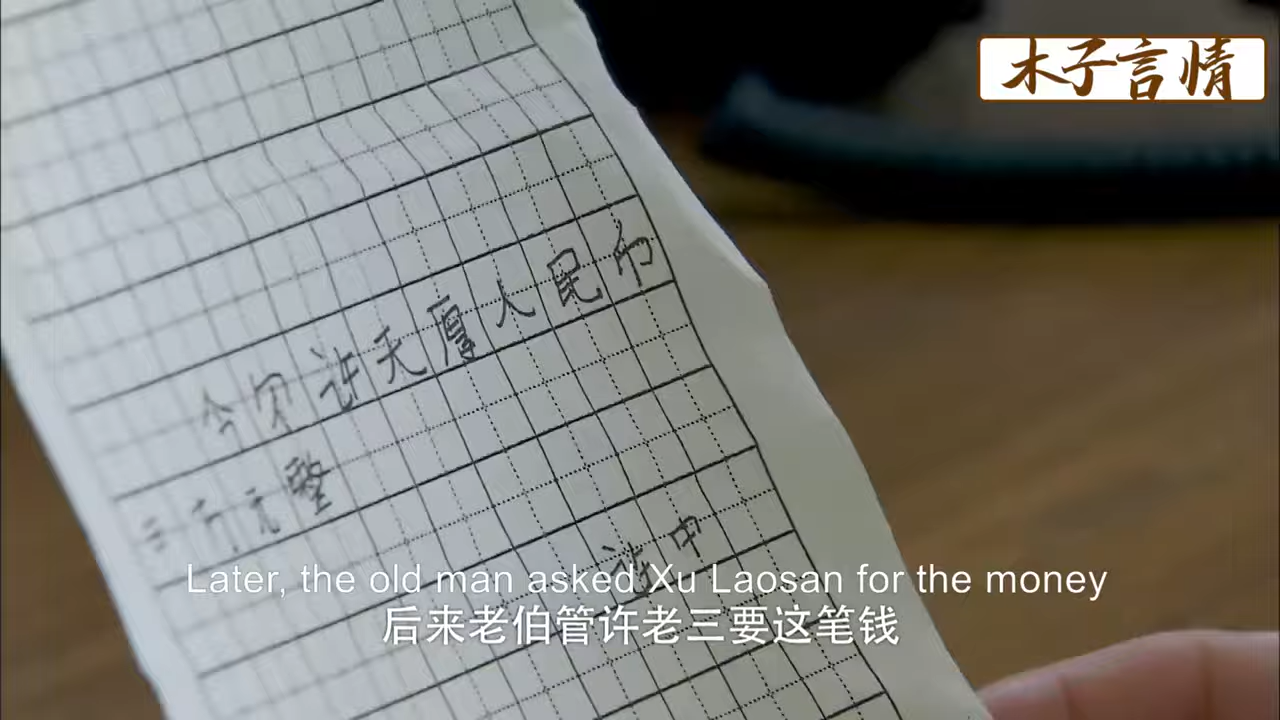 木子言情
今欠许天厚人民币
二万元整
许中
Later, the old man asked Xu Laosan for the money
后来老伯管许老三要这笔钱